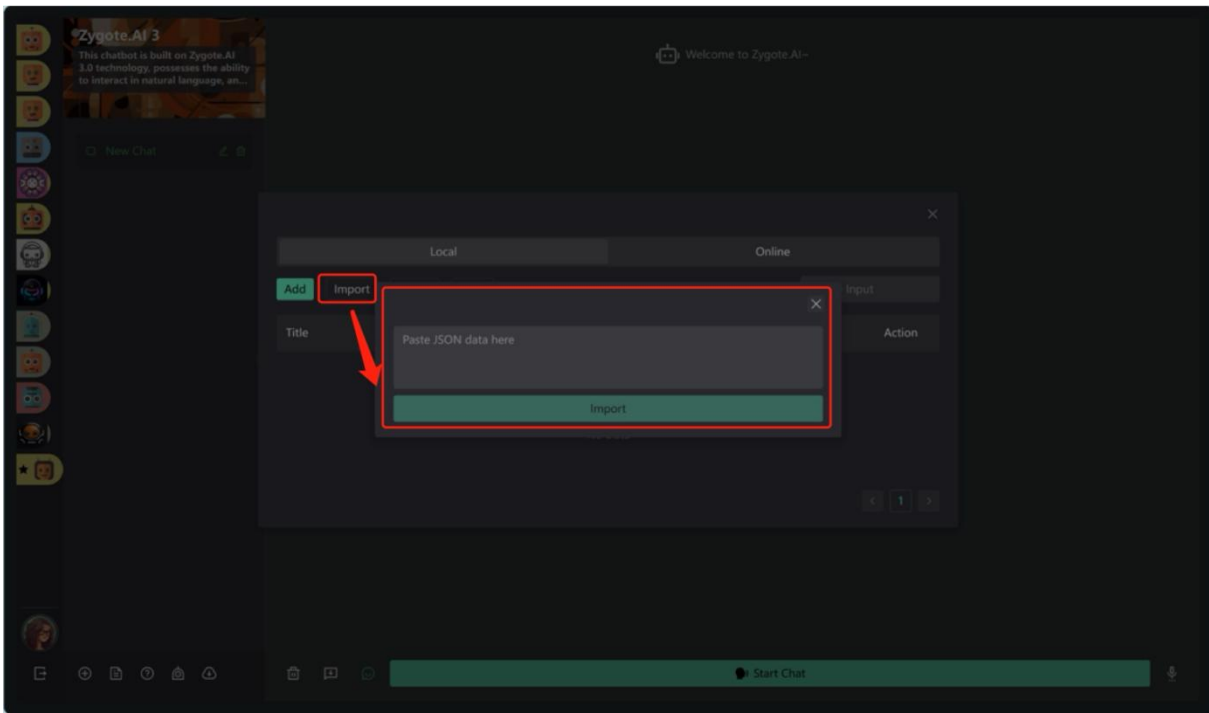 Zygote.AI 3
This chatbot is built on Zygote.AI
3.0 technology, possesses the ability
to interact in natural language, an...
Welcome to Zygote.AI~
New Chat
Local
Online
Add
Import
Input
Title
Action
Paste JSON data here
Import
1
Start Chat